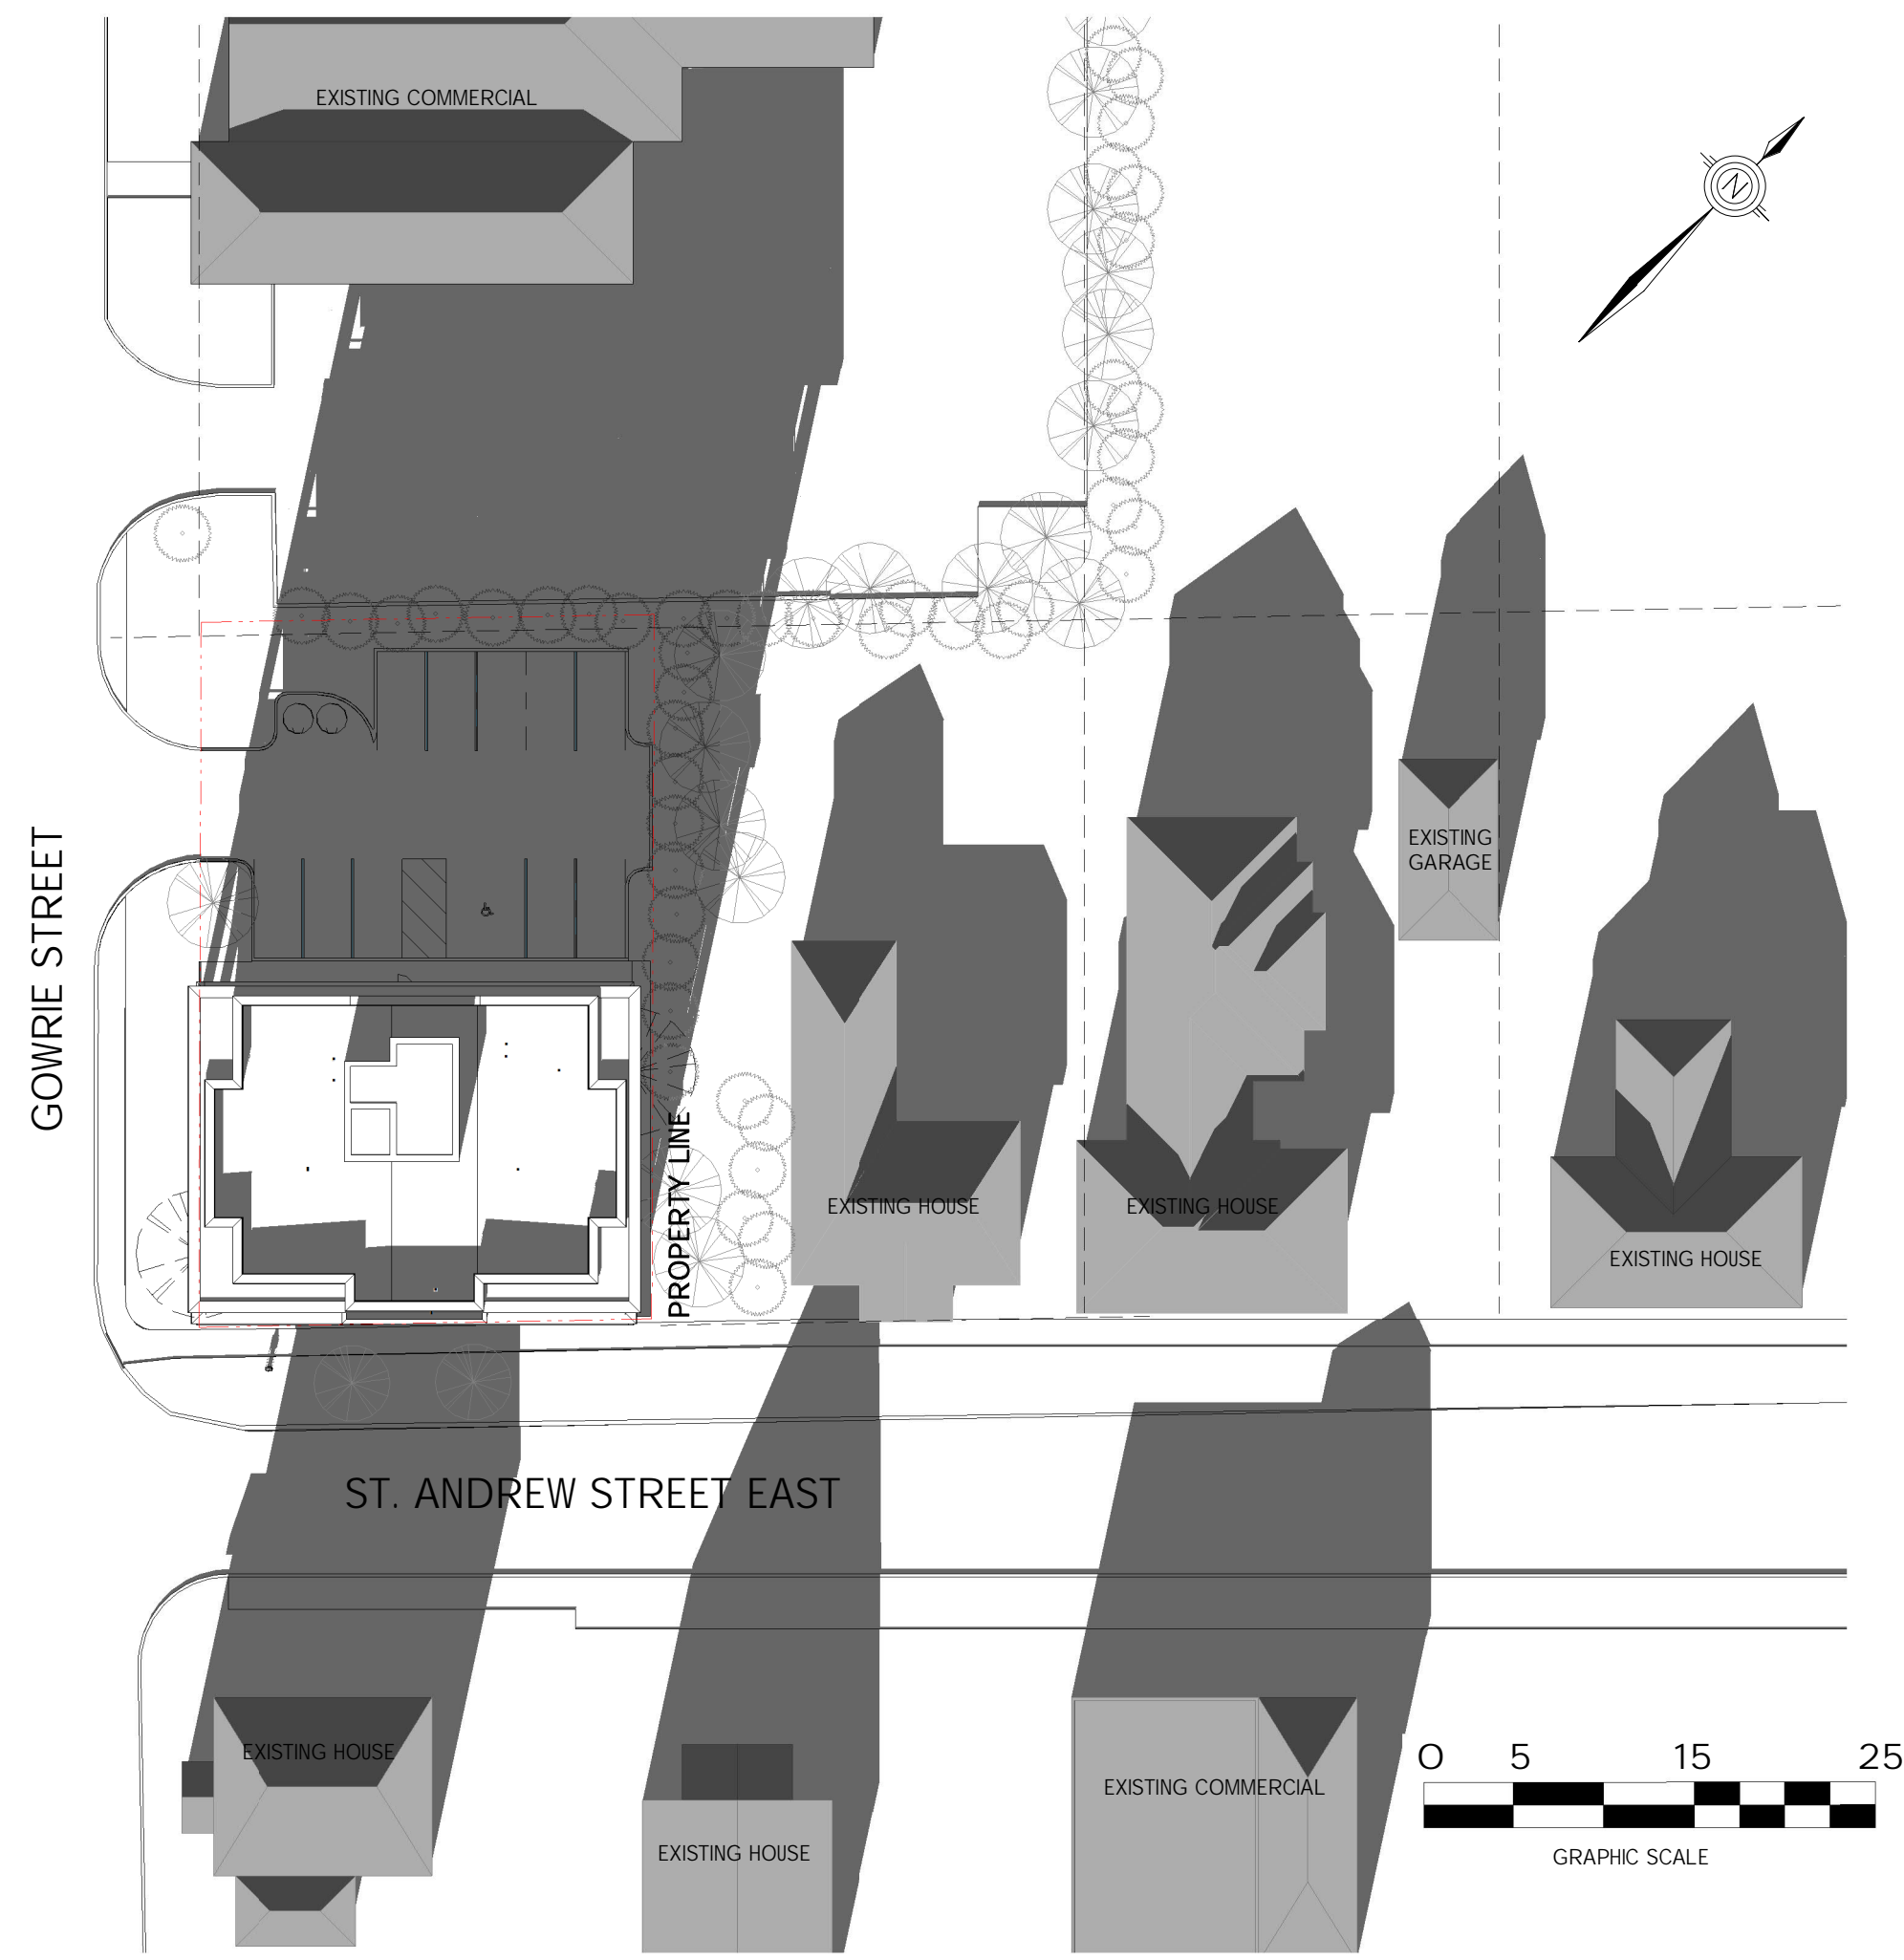 EXISTING COMMERCIAL
N
EXISTING
GARAGE
GOWRIE STREET
PROPERTY LINE
EXISTING HOUSE
EXISTING HOUSE
EXISTING HOUSE
ST. ANDREW STREET EAST
EXISTING HOUSE
EXISTING HOUSE
EXISTING COMMERCIAL
0 5 15 25
GRAPHIC SCALE